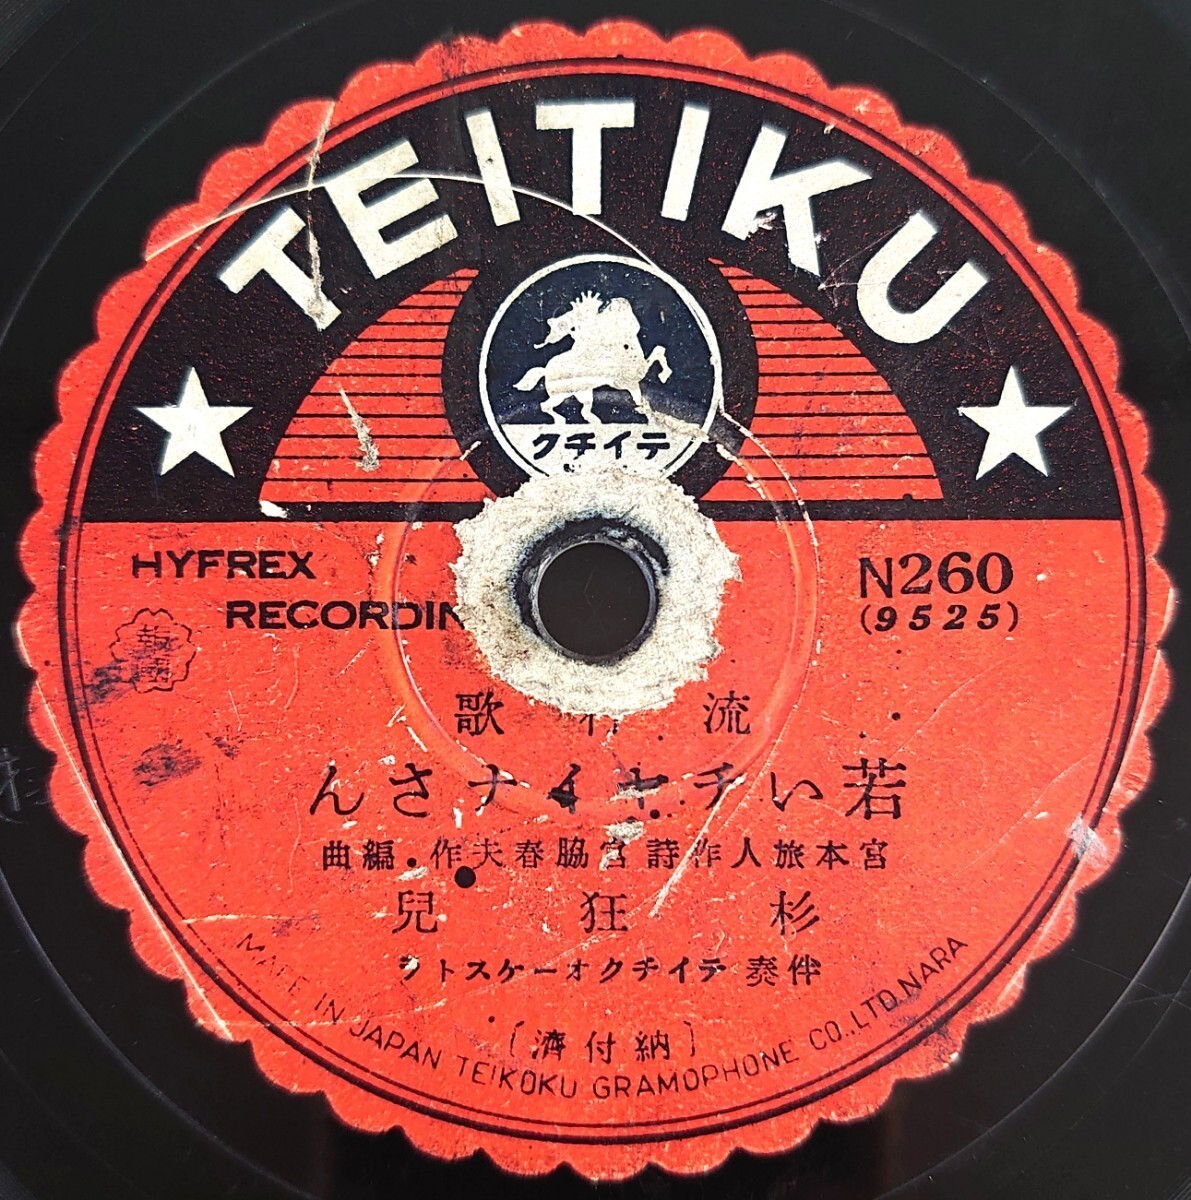 TEITIKU
テイチク
HYFREX
RECORDIN
N260
(9525)
流行歌
若いチヤイナさん
宮本旅人作詩宮脇春夫作・編曲
杉狂兒
伴奏 テイチクオーケストラ
〔納付濟〕
MADE IN JAPAN TEIKOKU GRAMOPHONE CO.,LTD.NARA